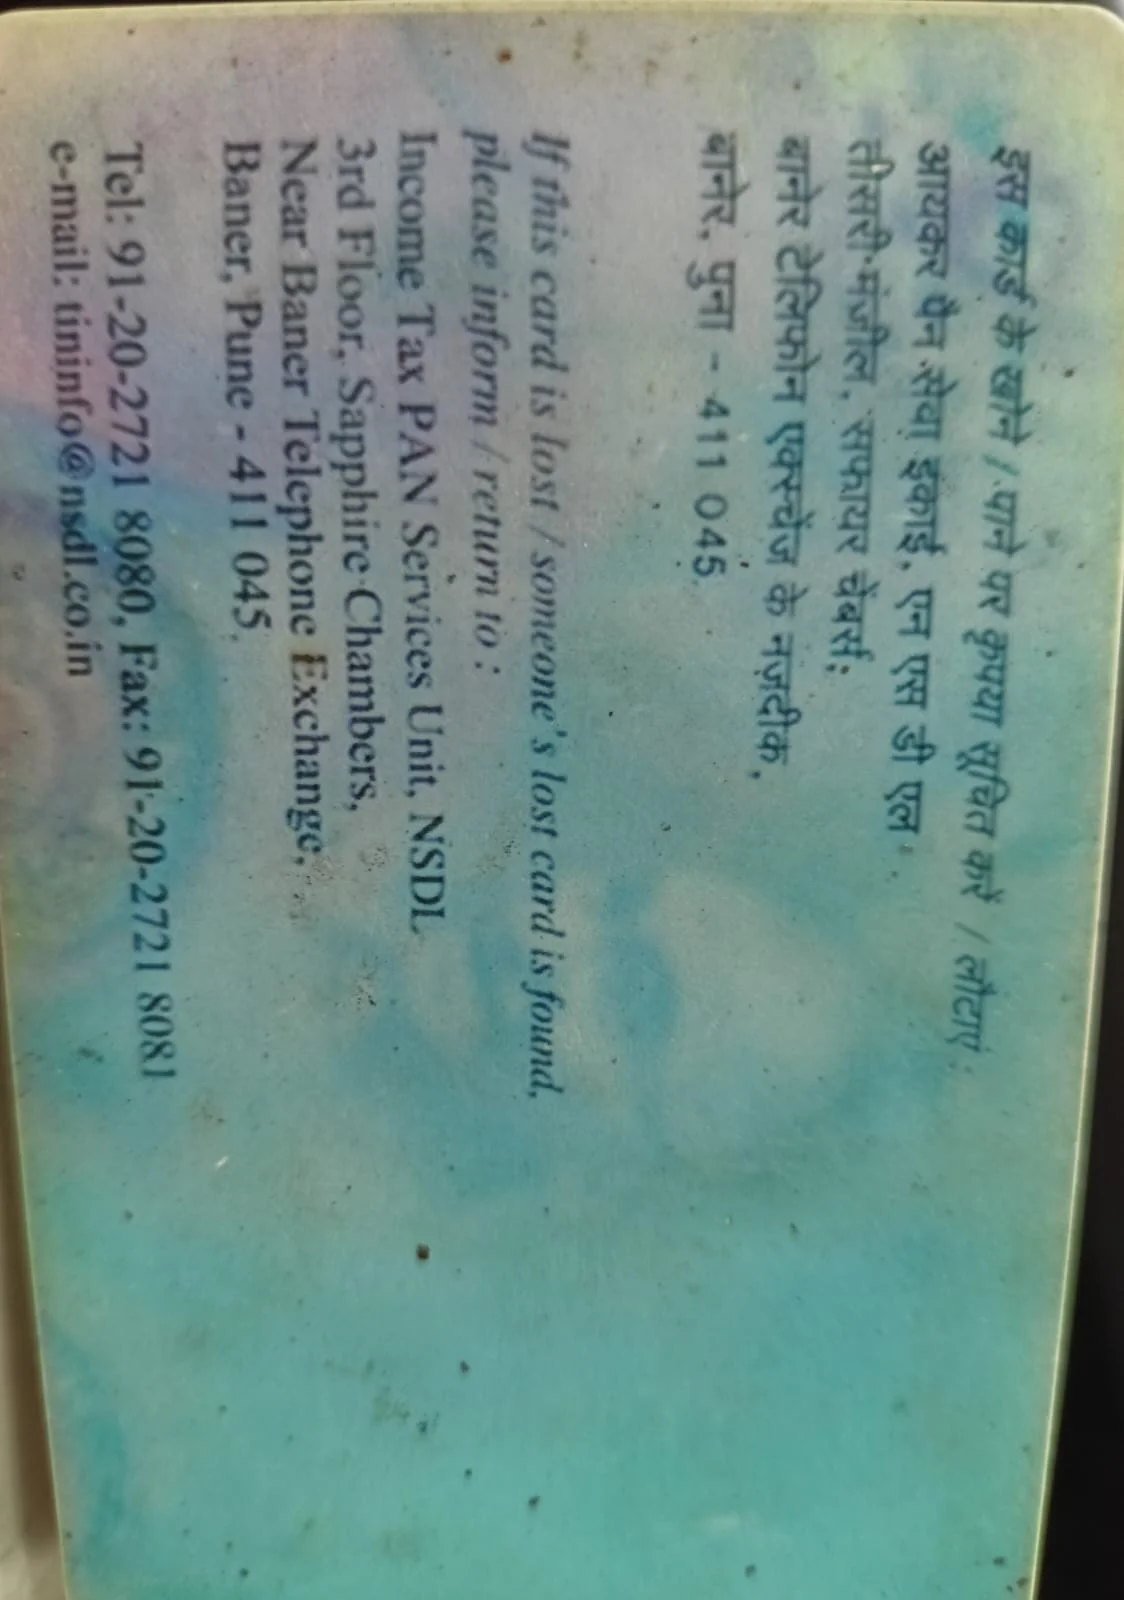 इस कार्ड के खोने / पाने पर कृपया सूचित करें / लौटाएं :
आयकर पैन सेवा इकाई, एन एस डी एल
तीसरी मंजील, सफायर चेंबर्स,
बानेर टेलिफोन एक्स्चेंज के नज़दीक,
बानेर, पुना - 411 045.
If this card is lost / someone's lost card is found,
please inform / return to :
Income Tax PAN Services Unit, NSDL
3rd Floor, Sapphire Chambers,
Near Baner Telephone Exchange,
Baner, Pune - 411 045.
Tel: 91-20-2721 8080, Fax: 91-20-2721 8081
e-mail: tininfo@nsdl.co.in